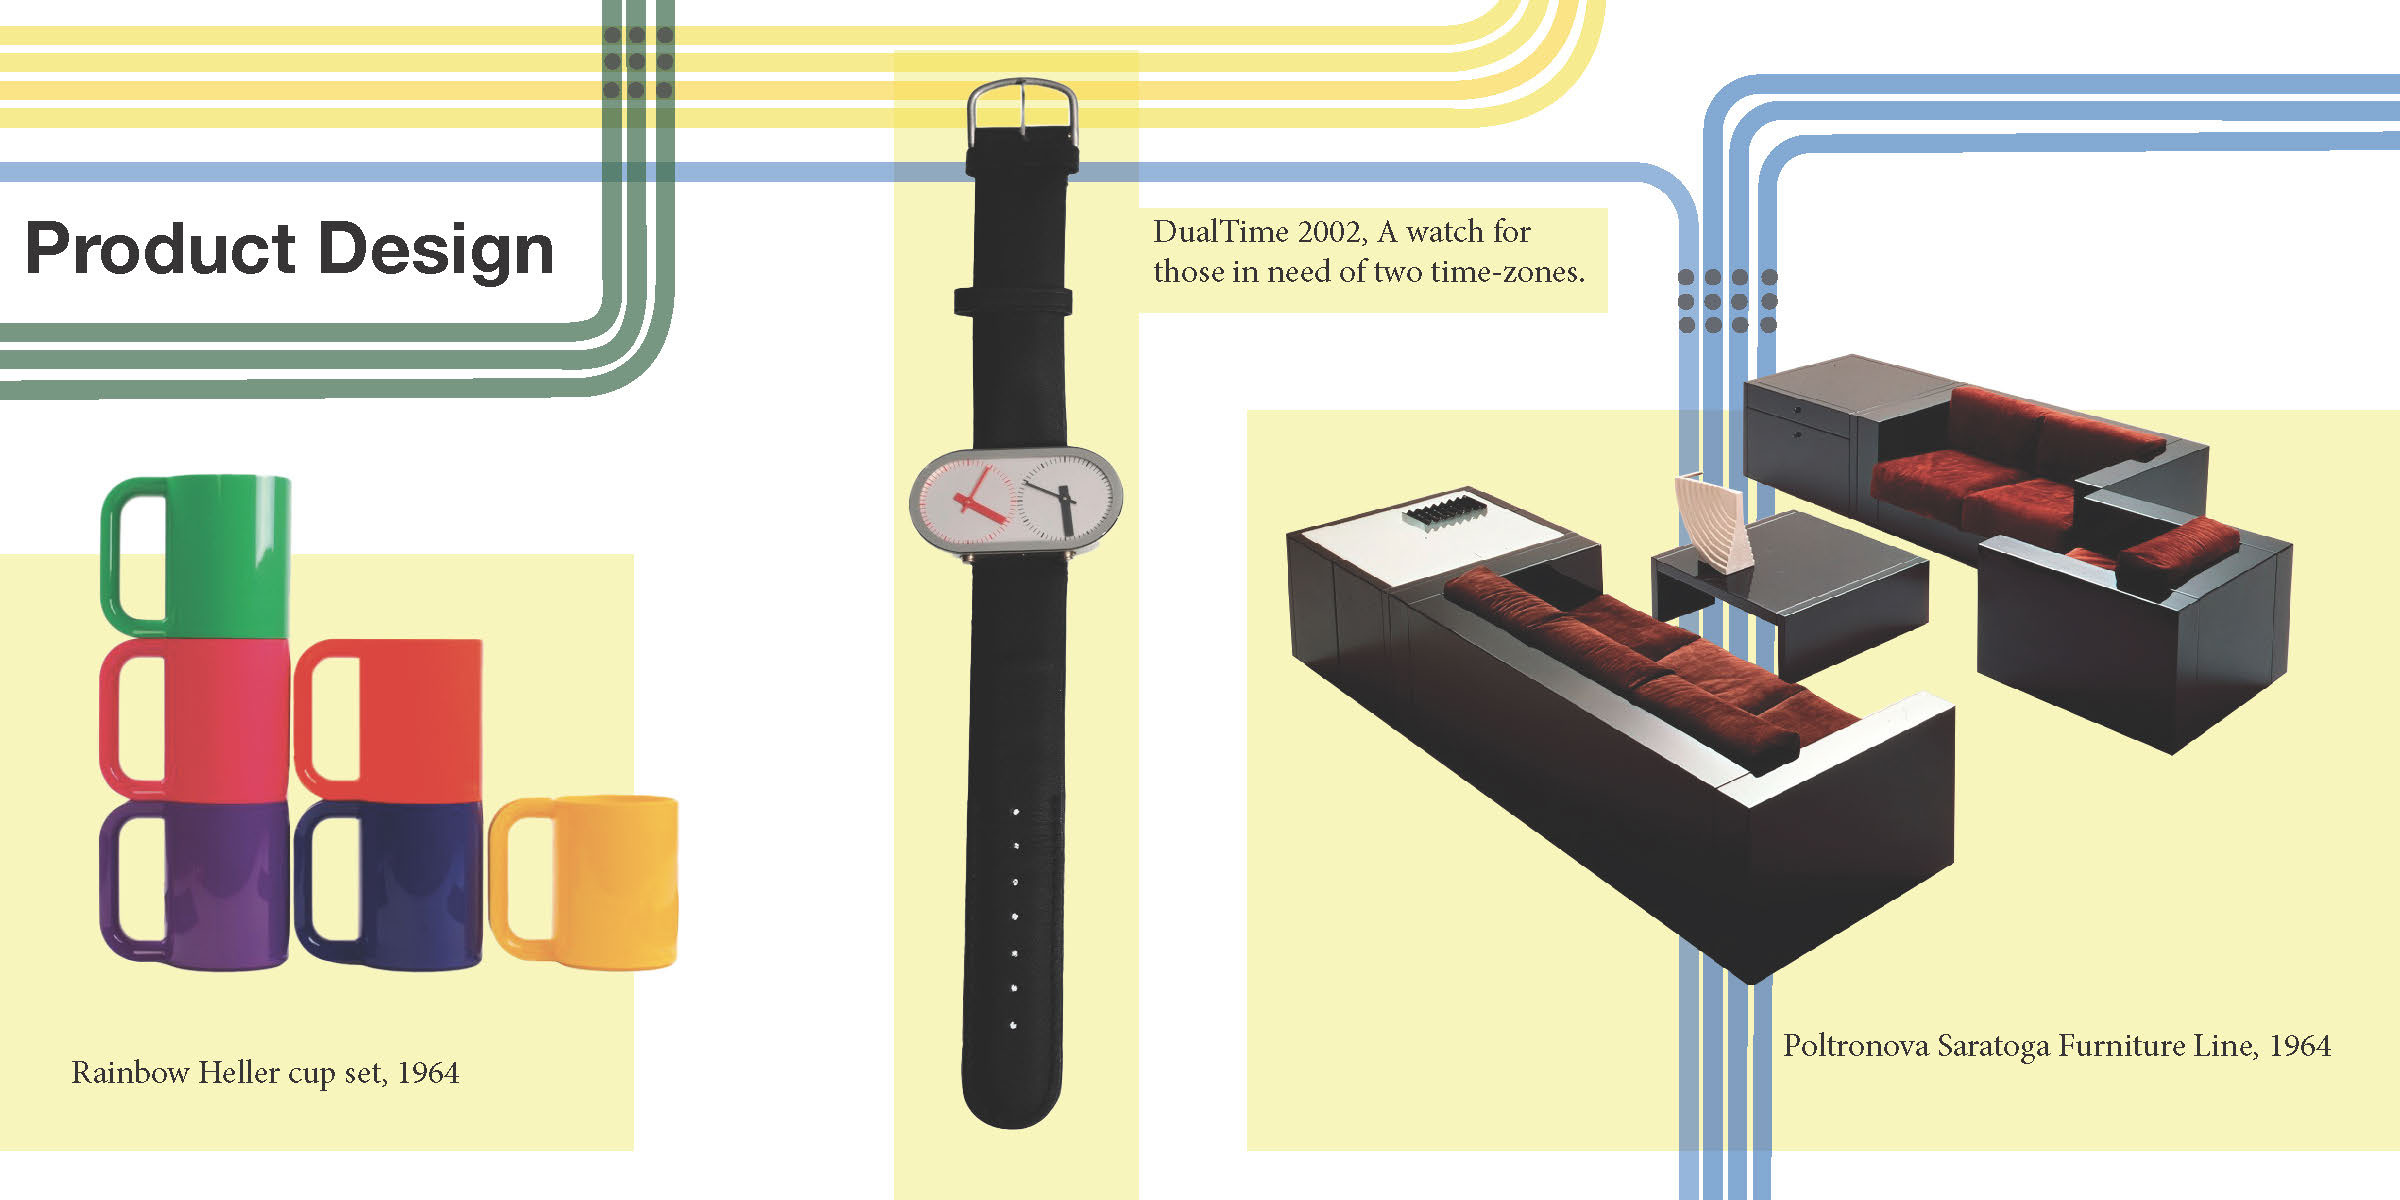 Product Design
DualTime 2002, A watch for
those in need of two time-zones.
Rainbow Heller cup set, 1964
Poltronova Saratoga Furniture Line, 1964